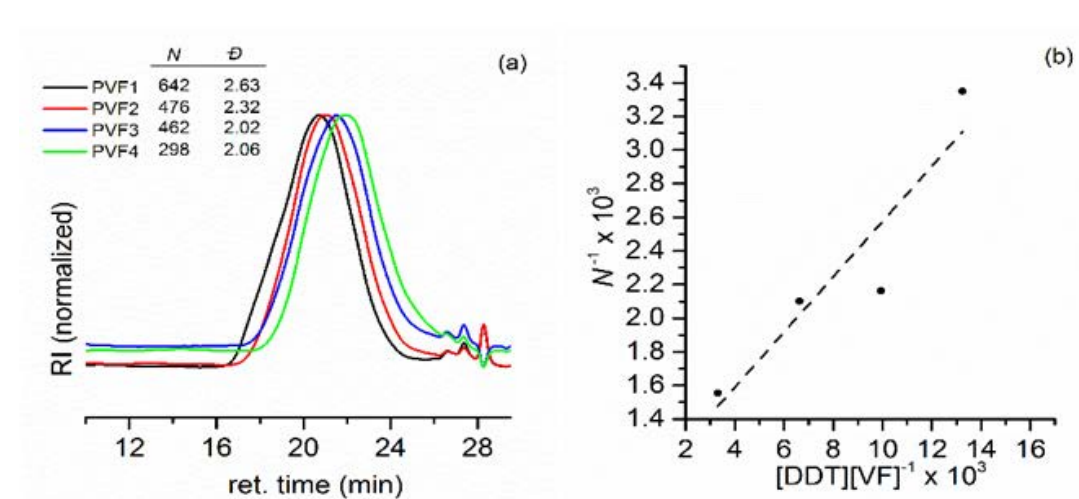 N Đ
PVF1 642 2.63
PVF2 476 2.32
PVF3 462 2.02
PVF4 298 2.06
(a)
RI (normalized)
12 16 20 24 28
ret. time (min)
(b)
N⁻¹ x 10³
3.4
3.2
3.0
2.8
2.6
2.4
2.2
2.0
1.8
1.6
1.4
2 4 6 8 10 12 14 16
[DDT][VF]⁻¹ x 10³